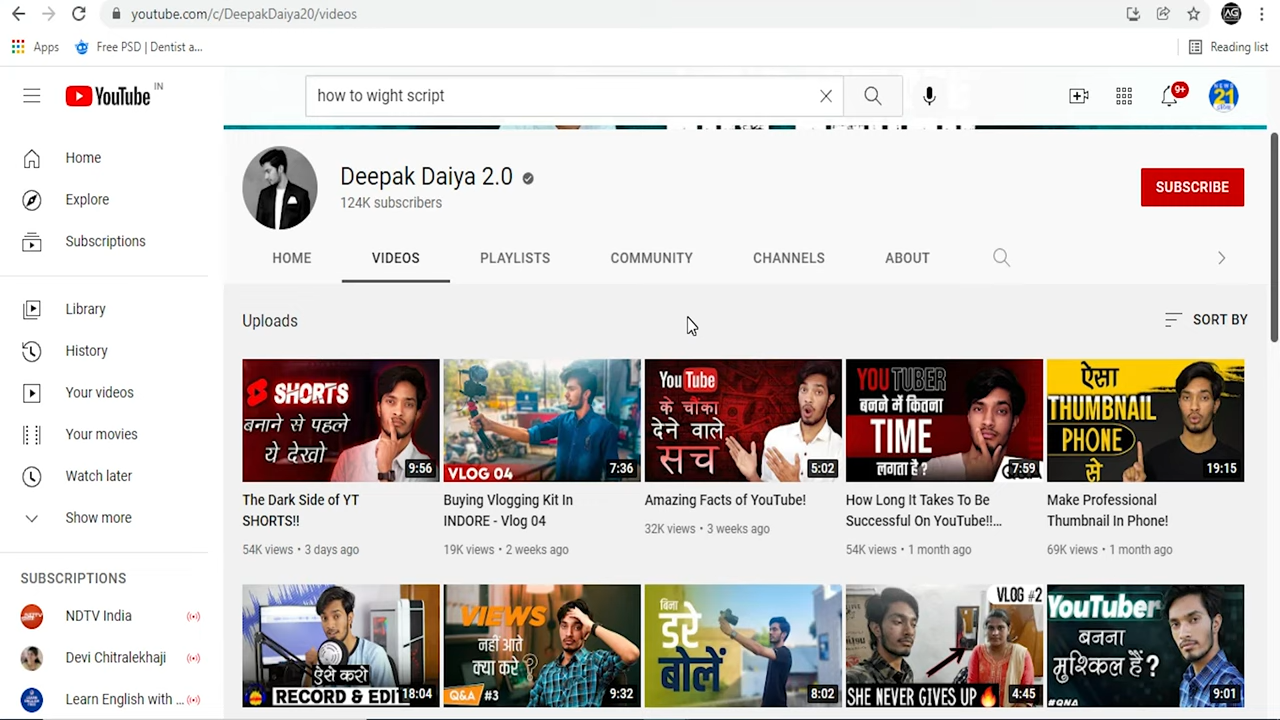 youtube.com/c/DeepakDaiya20/videos
Apps
Free PSD | Dentist a...
Reading list
YouTube IN
how to wight script
9+
NEWS 21
Deepak Daiya 2.0
124K subscribers
SUBSCRIBE
HOME
VIDEOS
PLAYLISTS
COMMUNITY
CHANNELS
ABOUT
Uploads
SORT BY
Home
Explore
Subscriptions
Library
History
Your videos
Your movies
Watch later
Show more
SUBSCRIPTIONS
NDTV India
Devi Chitralekhaji
Learn English with ...
SHORTS
बनाने से पहले
ये देखो
9:56
The Dark Side of YT
SHORTS!!
54K views • 3 days ago
VLOG 04
7:36
Buying Vlogging Kit In
INDORE - Vlog 04
19K views • 2 weeks ago
YouTube
के चौंका
देने वाले
सच
5:02
Amazing Facts of YouTube!
32K views • 3 weeks ago
YOUTUBER
बनने में कितना
TIME
लगता है ?
7:59
How Long It Takes To Be
Successful On YouTube!!...
54K views • 1 month ago
ऐसा
THUMBNAIL
PHONE
से
19:15
Make Professional
Thumbnail In Phone!
69K views • 1 month ago
ऐसे करो
RECORD & EDIT
18:04
VIEWS
नहीं आते
क्या करे ?
Q&A #3
9:32
बिना
डरे
बोलें
8:02
VLOG #2
SHE NEVER GIVES UP
4:45
YouTuber
बनना
मुश्किल हैं?
#QNA
9:01